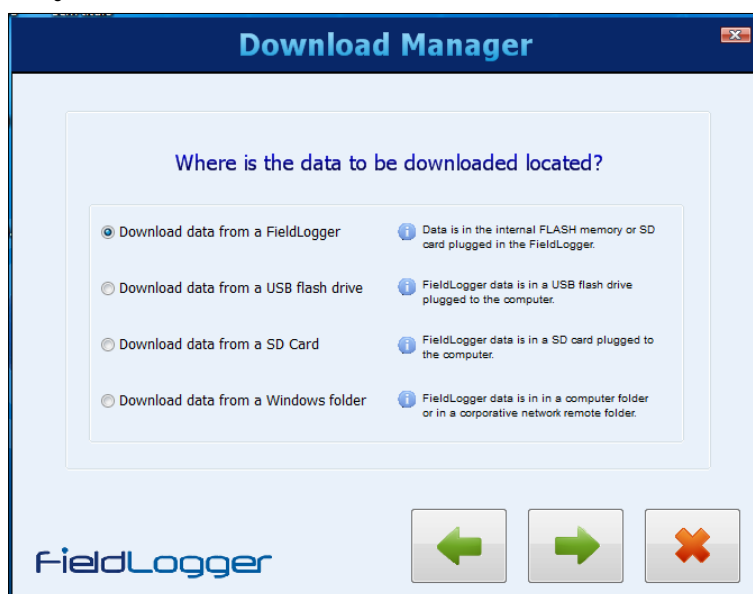 Download Manager
Where is the data to be downloaded located?
Download data from a FieldLogger
Data is in the internal FLASH memory or SD
card plugged in the FieldLogger.
Download data from a USB flash drive
FieldLogger data is in a USB flash drive
plugged to the computer.
Download data from a SD Card
FieldLogger data is in a SD card plugged to
the computer.
Download data from a Windows folder
FieldLogger data is in in a computer folder
or in a corporative network remote folder.
FieldLogger